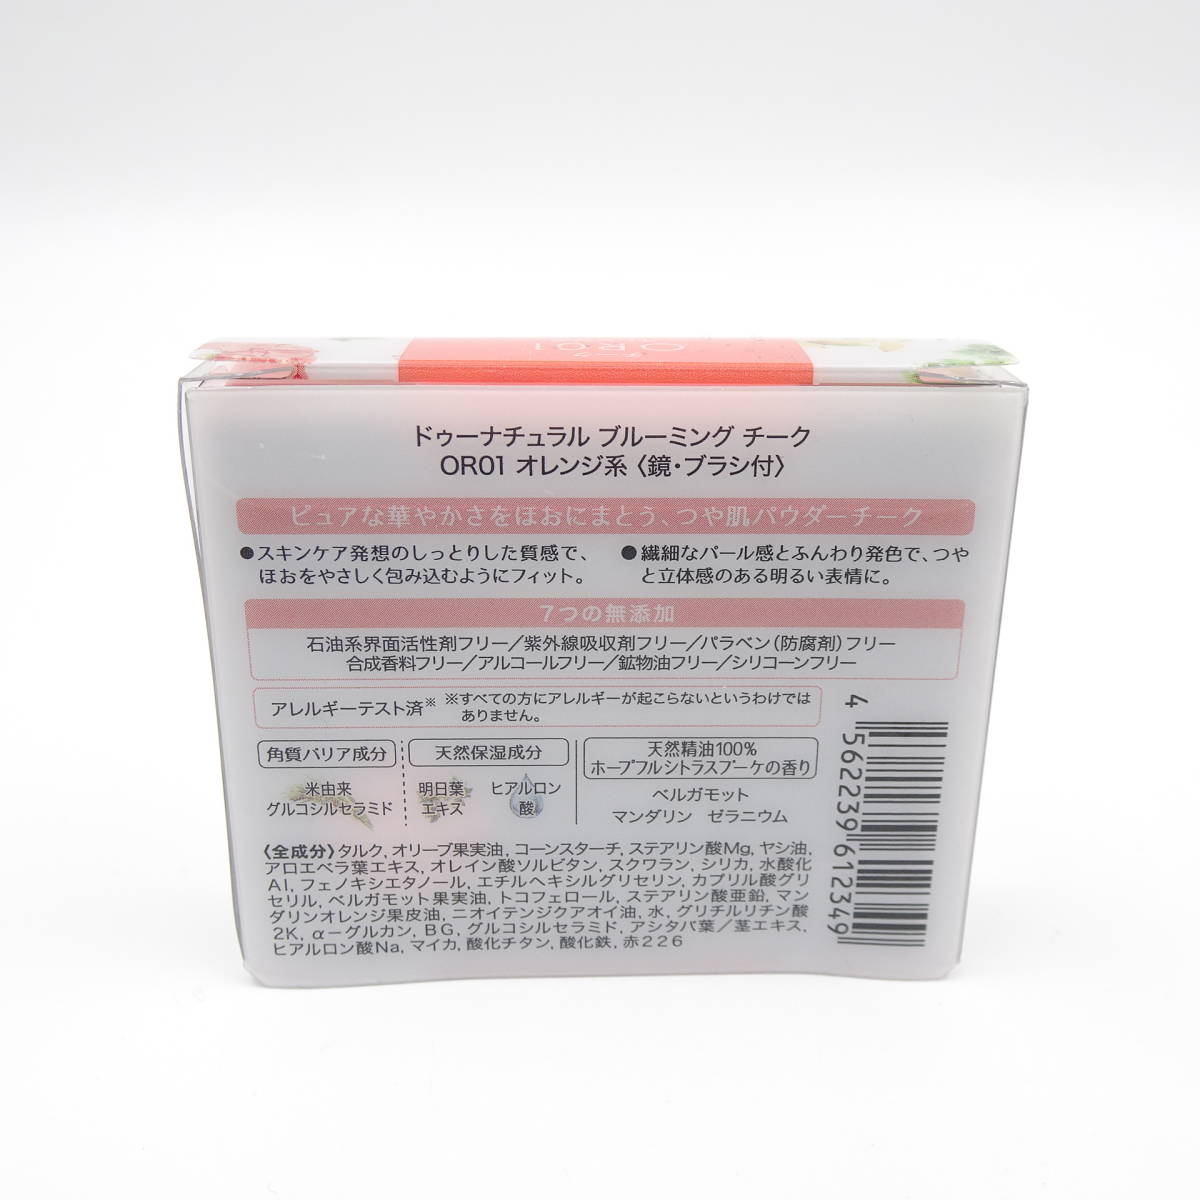 チーク
OR01
ドゥーナチュラル ブルーミング チーク
OR01 オレンジ系 〈鏡・ブラシ付〉
ピュアな華やかさをほおにまとう、つや肌パウダーチーク
●スキンケア発想のしっとりした質感で、
ほおをやさしく包み込むようにフィット。
●繊細なパール感とふんわり発色で、つや
と立体感のある明るい表情に。
7つの無添加
石油系界面活性剤フリー/紫外線吸収剤フリー/パラベン(防腐剤)フリー
合成香料フリー/アルコールフリー/鉱物油フリー/シリコーンフリー
アレルギーテスト済※ ※すべての方にアレルギーが起こらないというわけでは
ありません。
角質バリア成分
米由来
グルコシルセラミド
天然保湿成分
明日葉
エキス
ヒアルロン
酸
天然精油100%
ホープフルシトラスブーケの香り
ベルガモット
マンダリン ゼラニウム
〈全成分〉タルク, オリーブ果実油, コーンスターチ, ステアリン酸Mg, ヤシ油,
アロエベラ葉エキス, オレイン酸ソルビタン, スクワラン, シリカ, 水酸化
Al, フェノキシエタノール, エチルヘキシルグリセリン, カプリル酸グリ
セリル, ベルガモット果実油, トコフェロール, ステアリン酸亜鉛, マン
ダリンオレンジ果皮油, ニオイテンジクアオイ油, 水, グリチルリチン酸
2K, α-グルカン, BG, グルコシルセラミド, アシタバ葉/茎エキス,
ヒアルロン酸Na, マイカ, 酸化チタン, 酸化鉄, 赤226
4 562239 612349